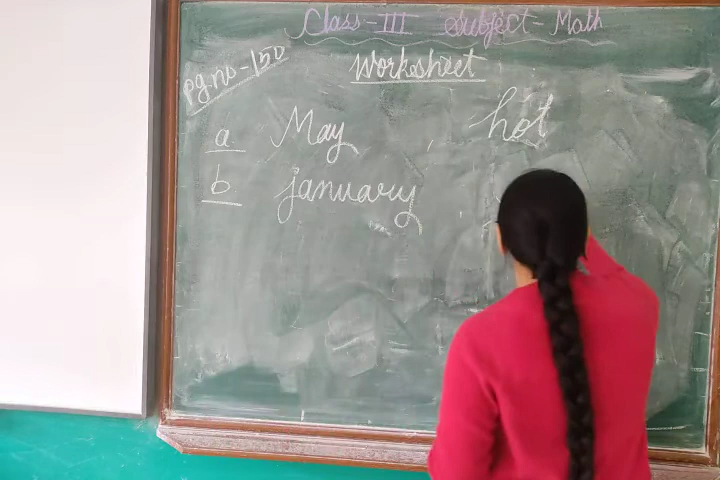 Class-III Subject- Math
Worksheet
pg.no-150
a May, hot
b january